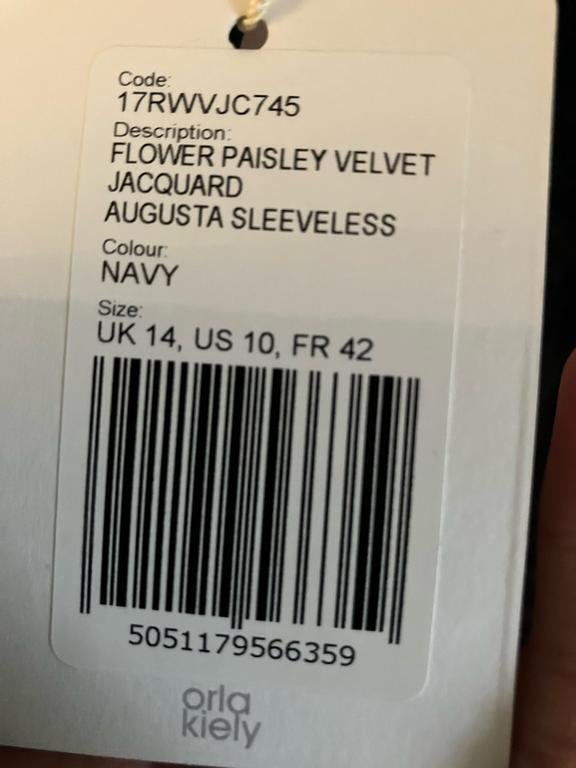 Code:
17RWVJC745
Description:
FLOWER PAISLEY VELVET
JACQUARD
AUGUSTA SLEEVELESS
Colour:
NAVY
Size:
UK 14, US 10, FR 42
5051179566359
orla
kiely